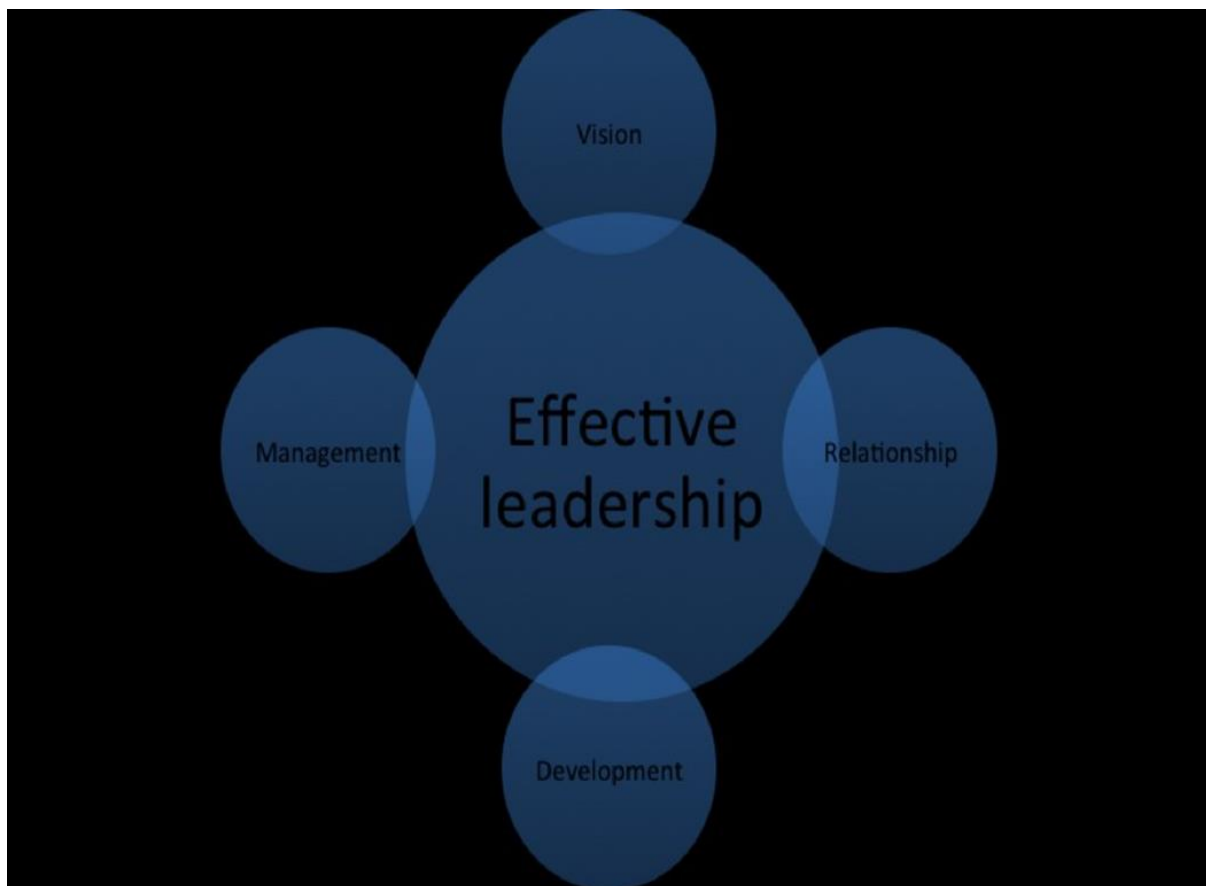 Vision
Management
Effective
leadership
Relationship
Development